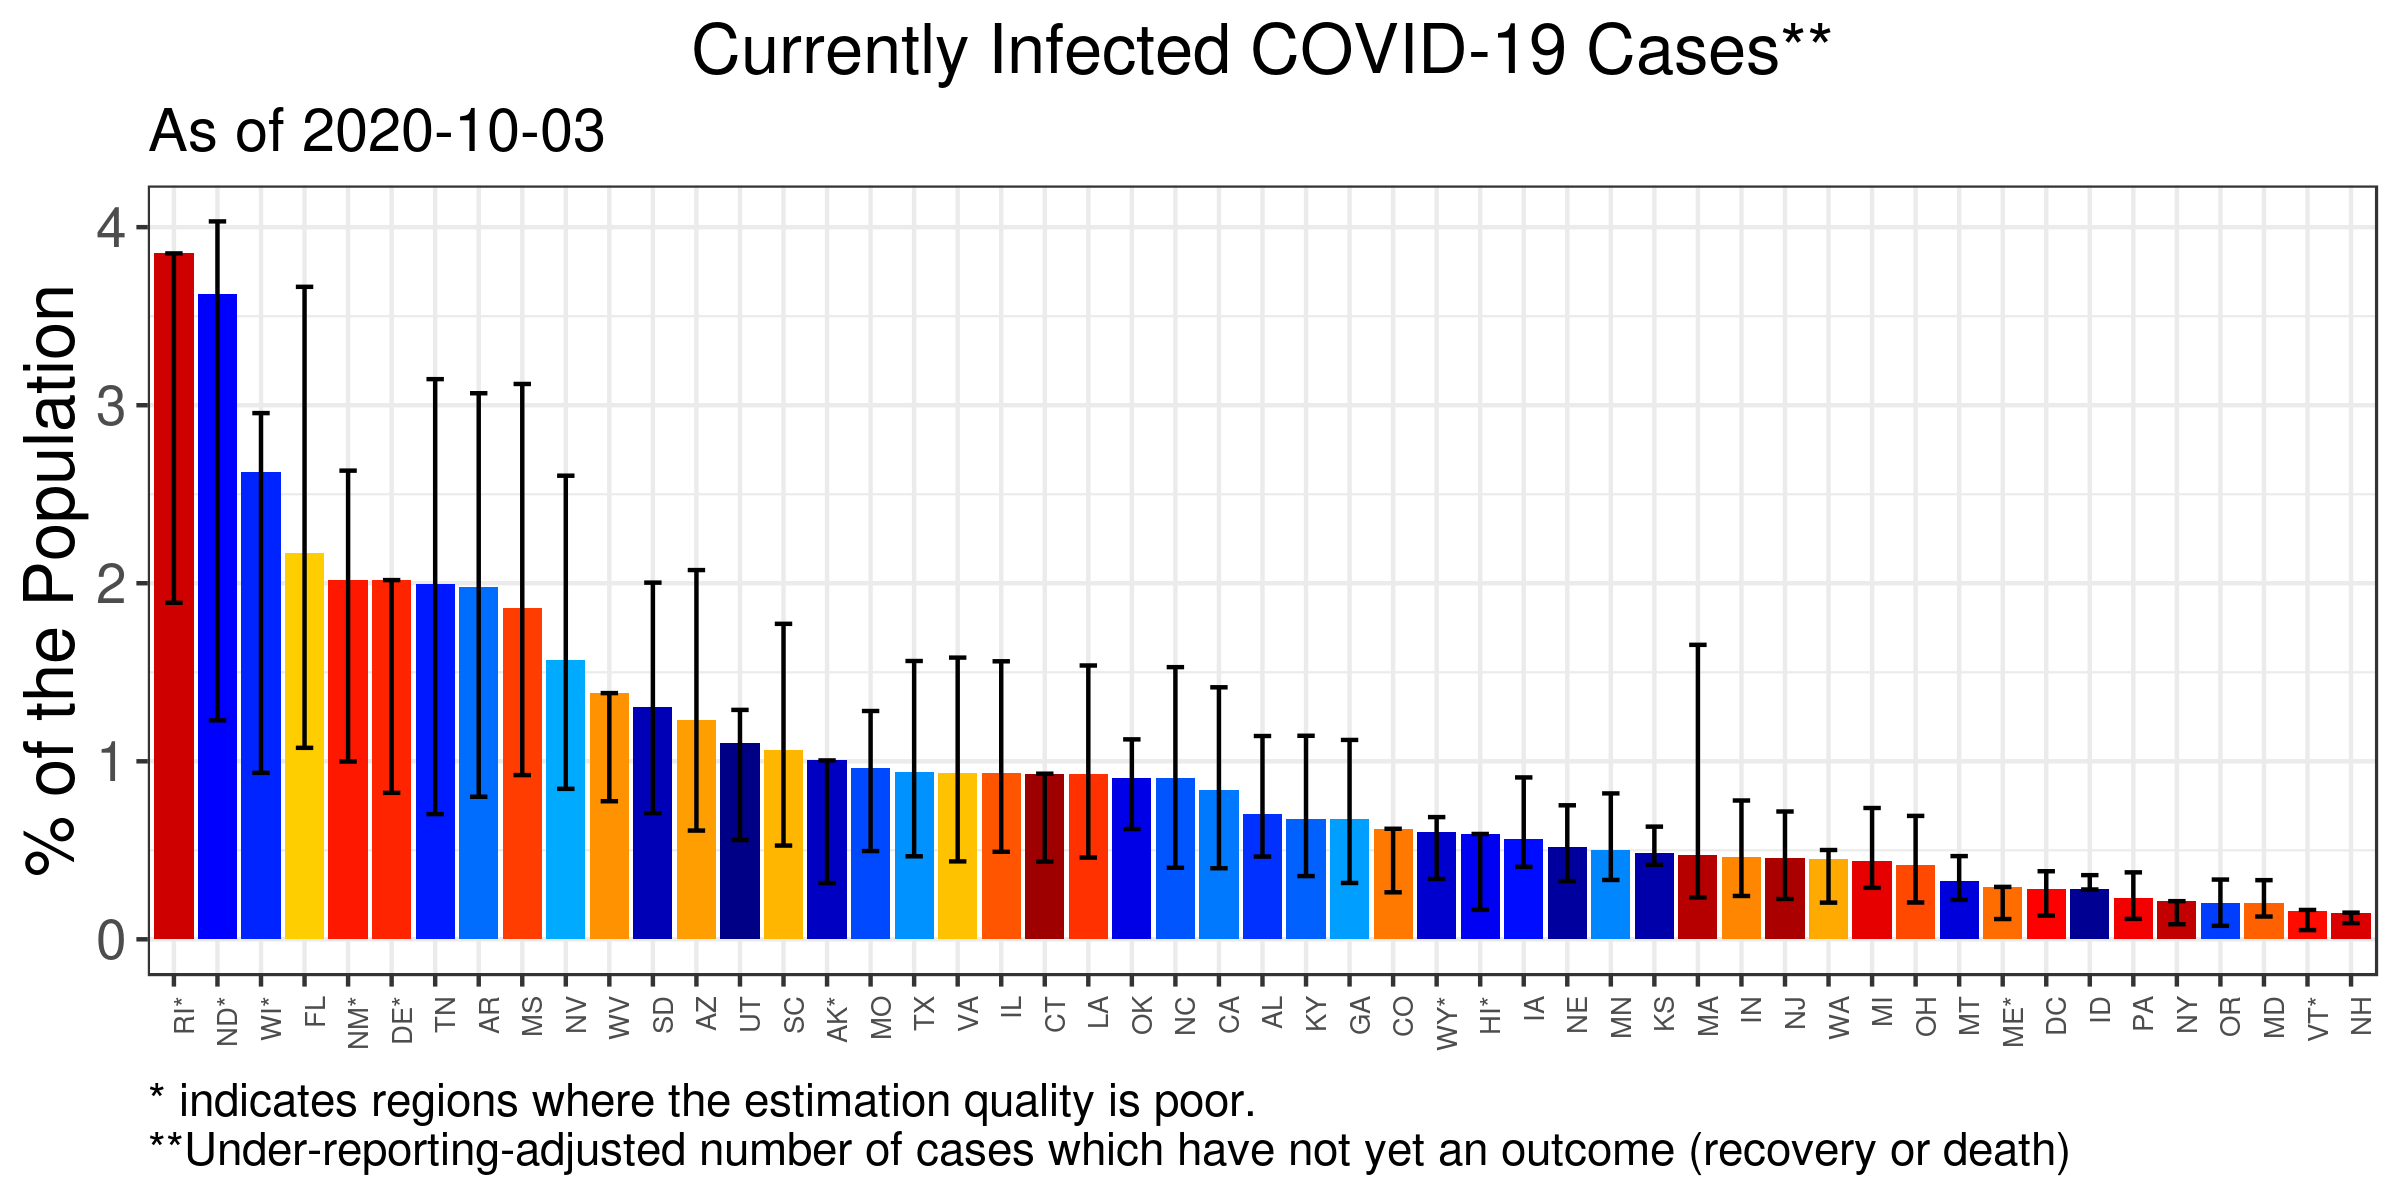 Currently Infected COVID-19 Cases**
As of 2020-10-03
% of the Population
4
3
2
1
0
RI* ND* WI* FL NM* DE* TN AR MS NV WV SD AZ UT SC AK* MO TX VA IL CT LA OK NC CA AL KY GA CO WY* HI* IA NE MN KS MA IN NJ WA MI OH MT ME* DC ID PA NY OR MD VT* NH
* indicates regions where the estimation quality is poor.
**Under-reporting-adjusted number of cases which have not yet an outcome (recovery or death)